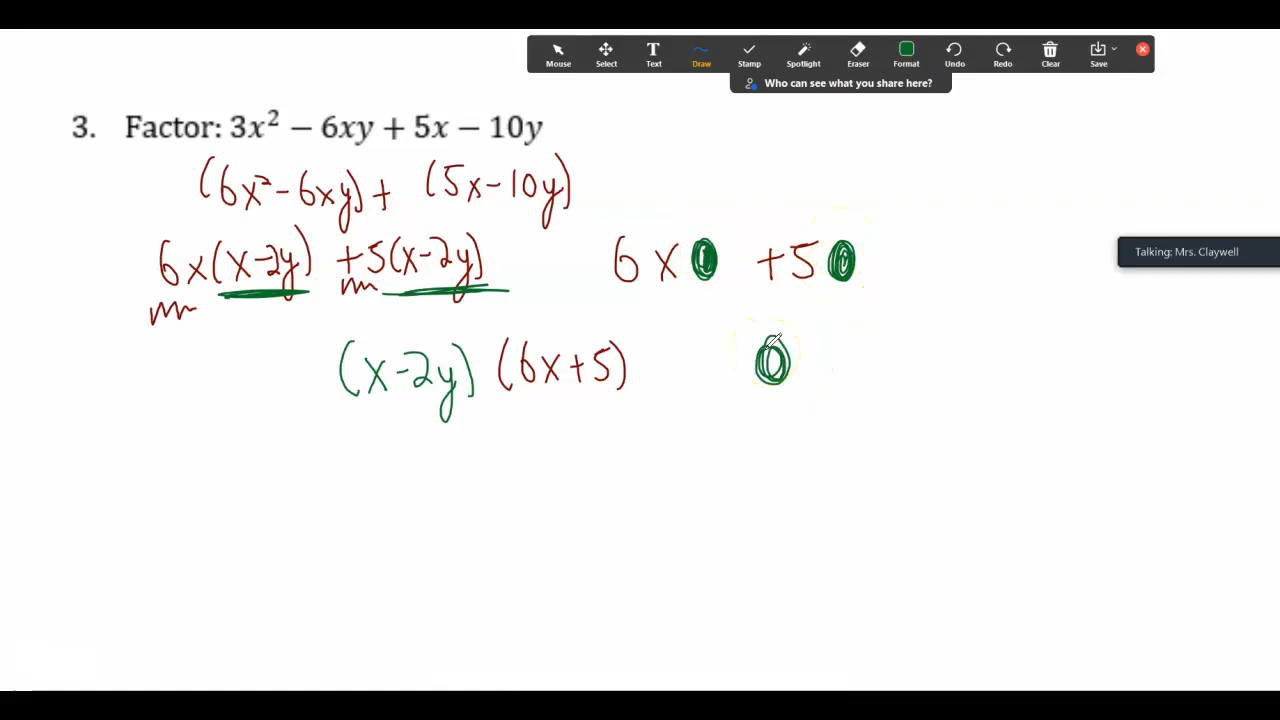 Mouse Select Text Draw Stamp Spotlight Eraser Format Undo Redo Clear Save
Who can see what you share here?
3. Factor: 3x² − 6xy + 5x − 10y
(6x² - 6xy) + (5x - 10y)
6x(x - 2y) + 5(x - 2y) 6x + 5
Talking: Mrs. Claywell
(x - 2y) (6x + 5)